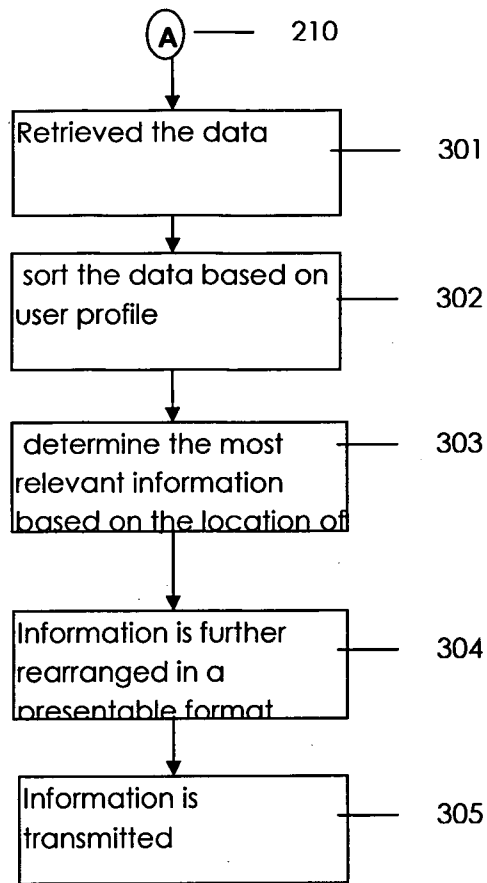 A 210
Retrieved the data
301
sort the data based on
user profile
302
determine the most
relevant information
based on the location of
303
Information is further
rearranged in a
presentable format
304
Information is
transmitted
305